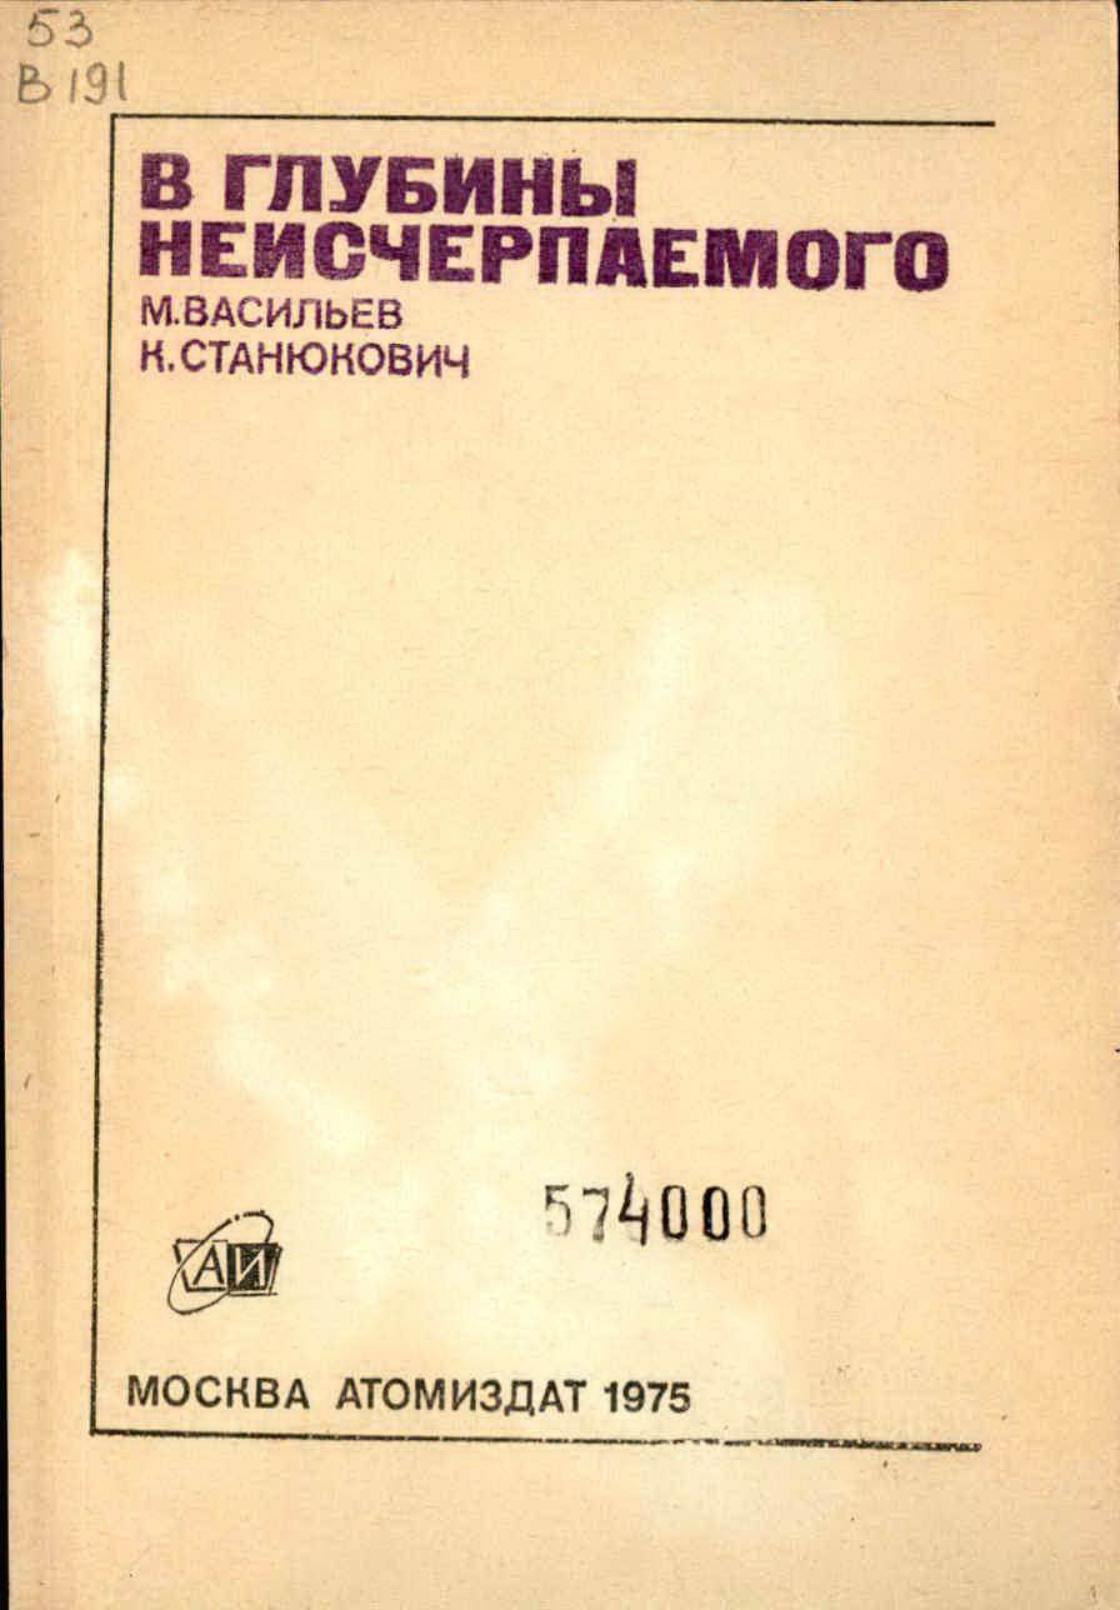 53
В 191
В ГЛУБИНЫ
НЕИСЧЕРПАЕМОГО
М.ВАСИЛЬЕВ
К.СТАНЮКОВИЧ
574000
АИ
МОСКВА АТОМИЗДАТ 1975